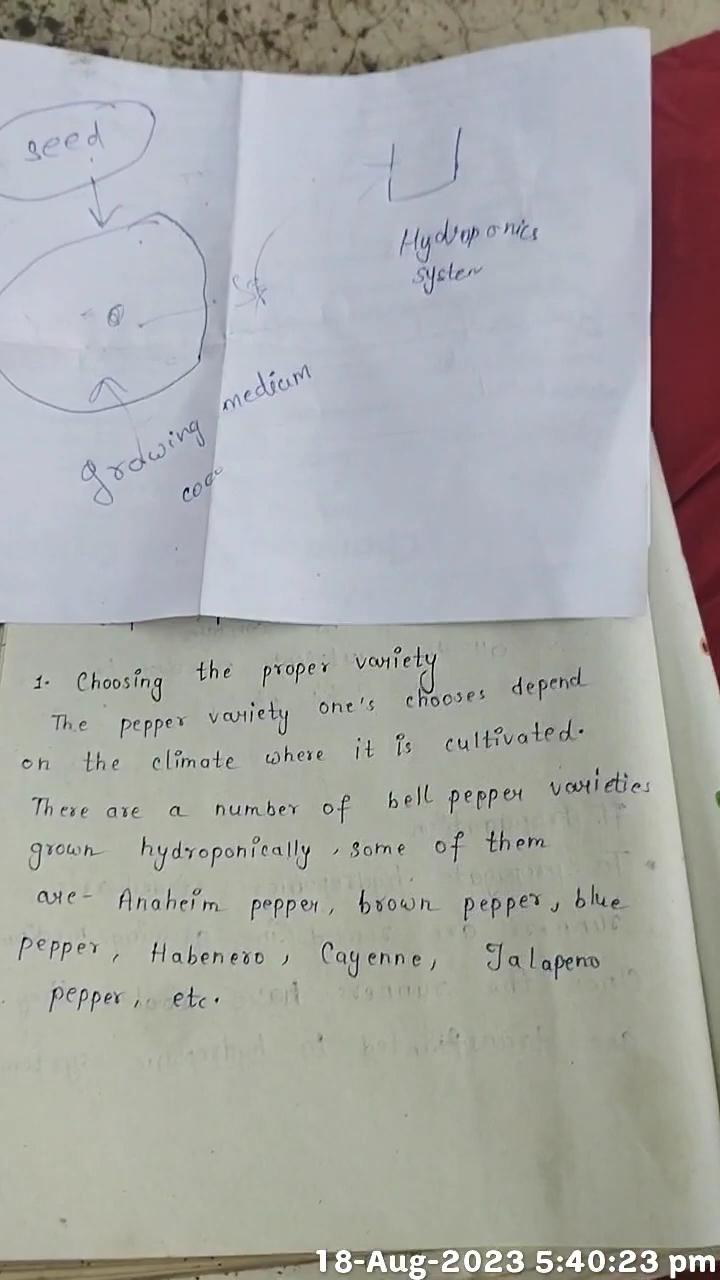 seed
Hydroponics
system
growing medium
coco
1. Choosing the proper variety
The pepper variety one's chooses depend
on the climate where it is cultivated.
There are a number of bell pepper varieties
grown hydroponically, some of them
are- Anaheim pepper, brown pepper, blue
pepper, Habenero, Cayenne, Jalapeno
pepper, etc.
18-Aug-2023 5:40:23 pm